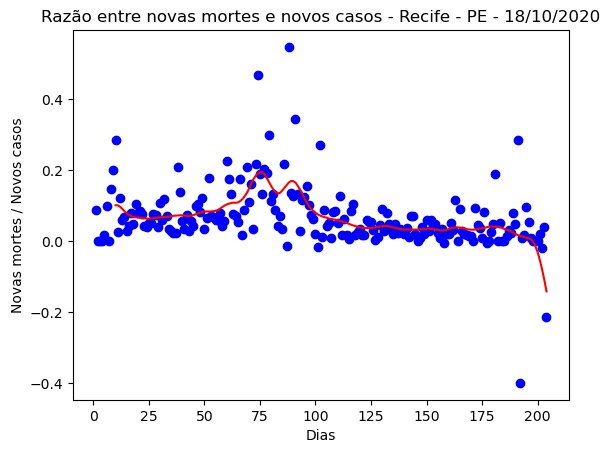 Razão entre novas mortes e novos casos - Recife - PE - 18/10/2020
Novas mortes / Novos casos
0.4
0.2
0.0
−0.2
−0.4
0 25 50 75 100 125 150 175 200
Dias